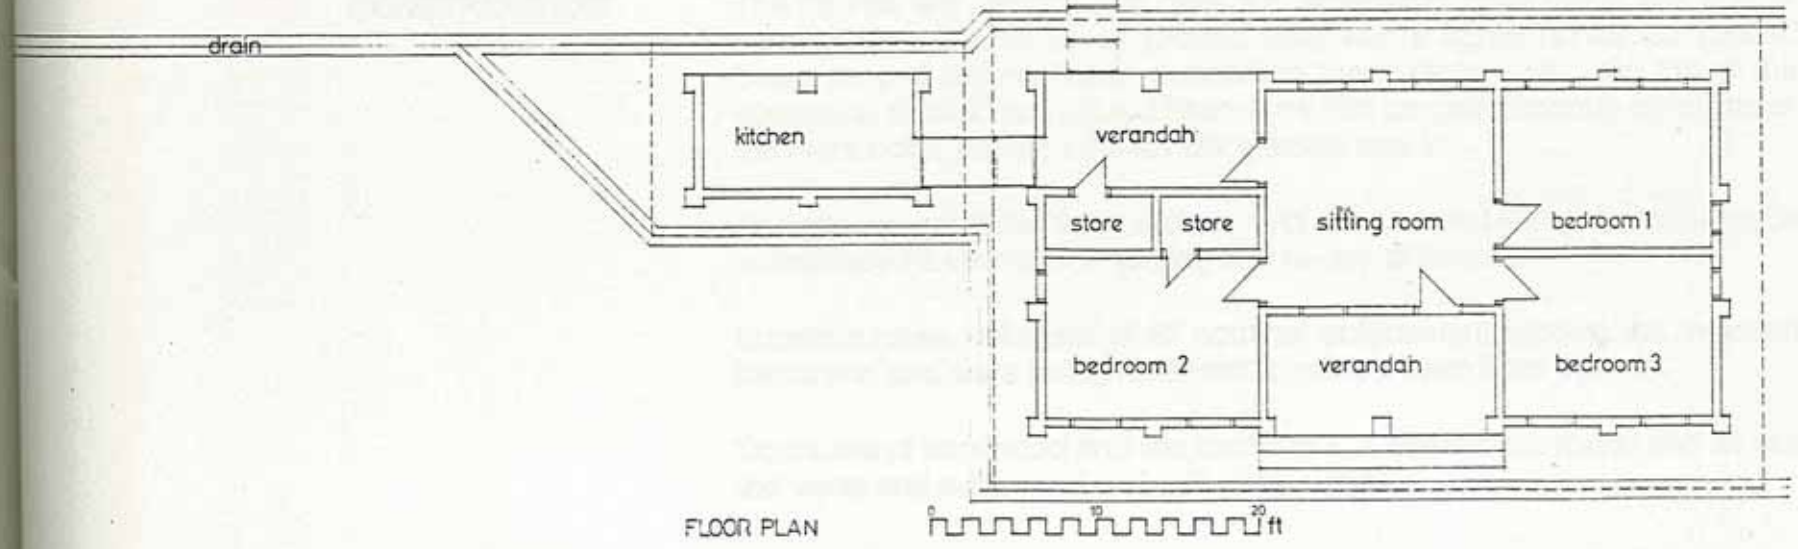 drain
kitchen
verandah
store
store
sitting room
bedroom 1
bedroom 2
verandah
bedroom 3
FLOOR PLAN
0 10 20 ft